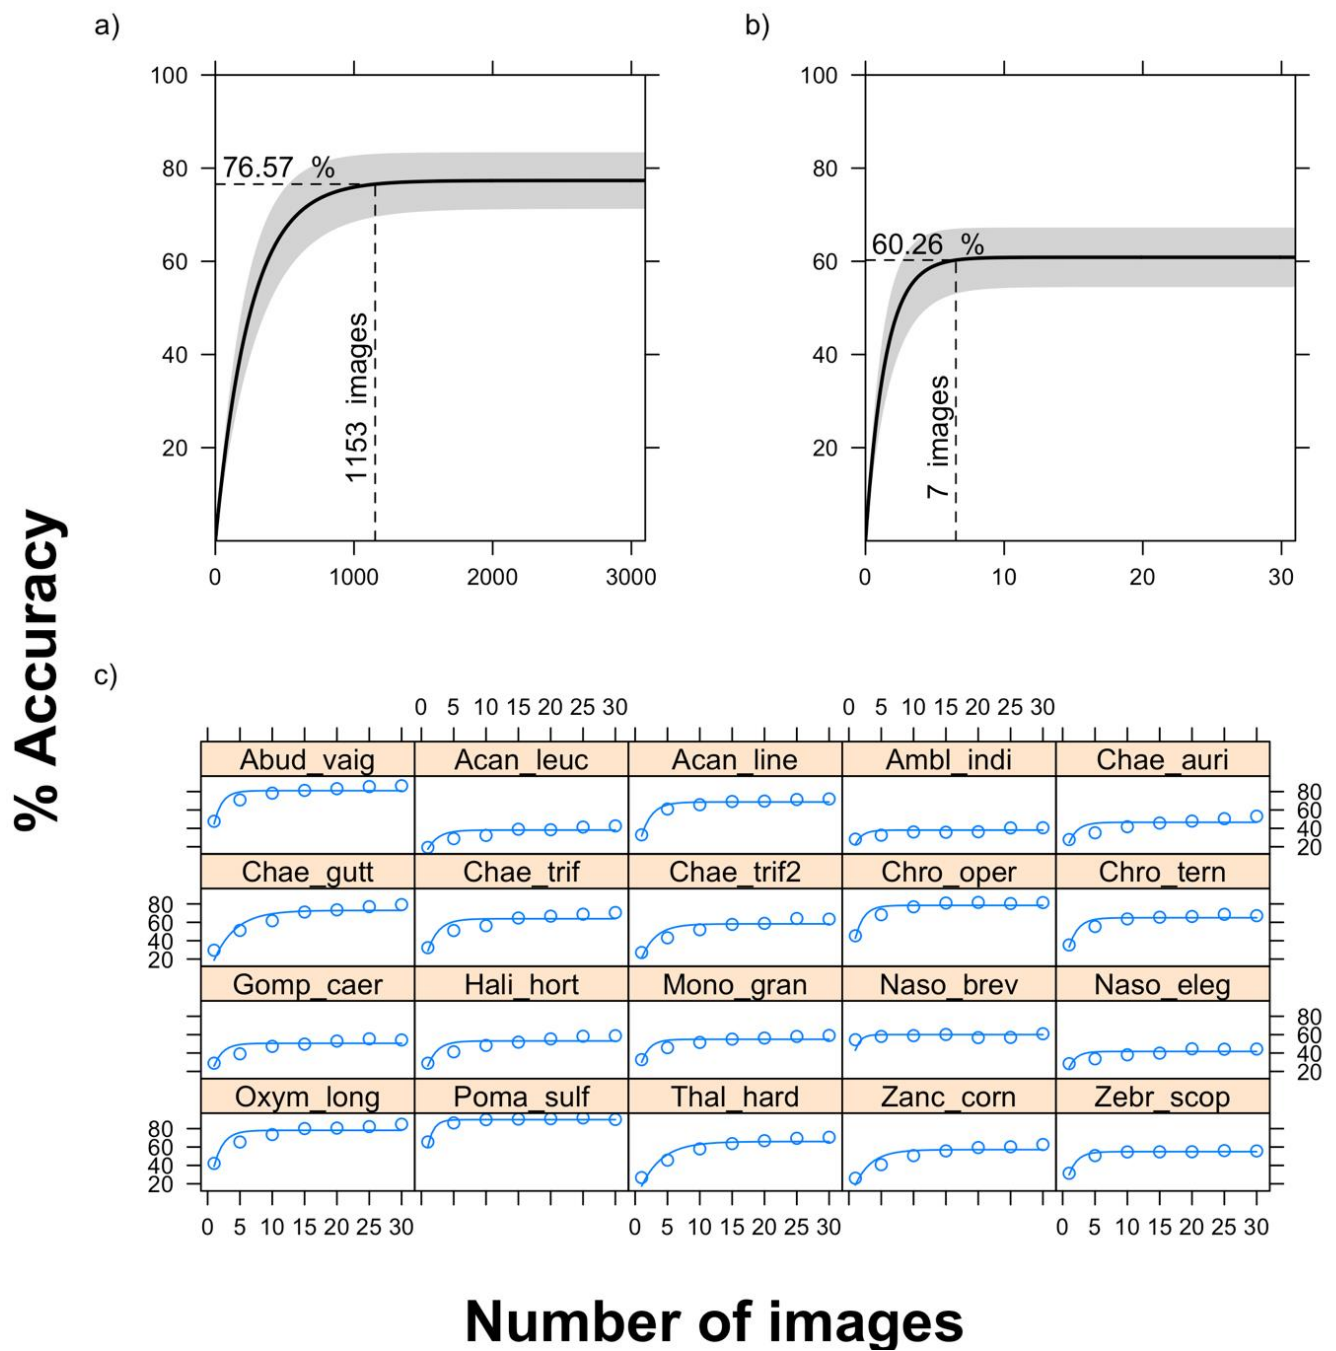 a)
100
80
60
40
20
76.57 %
1153 images
0 1000 2000 3000
b)
100
80
60
40
20
60.26 %
7 images
0 10 20 30
% Accuracy
c)
0 5 10 15 20 25 30 0 5 10 15 20 25 30
Abud_vaig Acan_leuc Acan_line Ambl_indi Chae_auri
80
60
40
20
Chae_gutt Chae_trif Chae_trif2 Chro_oper Chro_tern
80
60
40
20
Gomp_caer Hali_hort Mono_gran Naso_brev Naso_eleg
80
60
40
20
Oxym_long Poma_sulf Thal_hard Zanc_corn Zebr_scop
80
60
40
20
0 5 10 15 20 25 30 0 5 10 15 20 25 30 0 5 10 15 20 25 30
Number of images